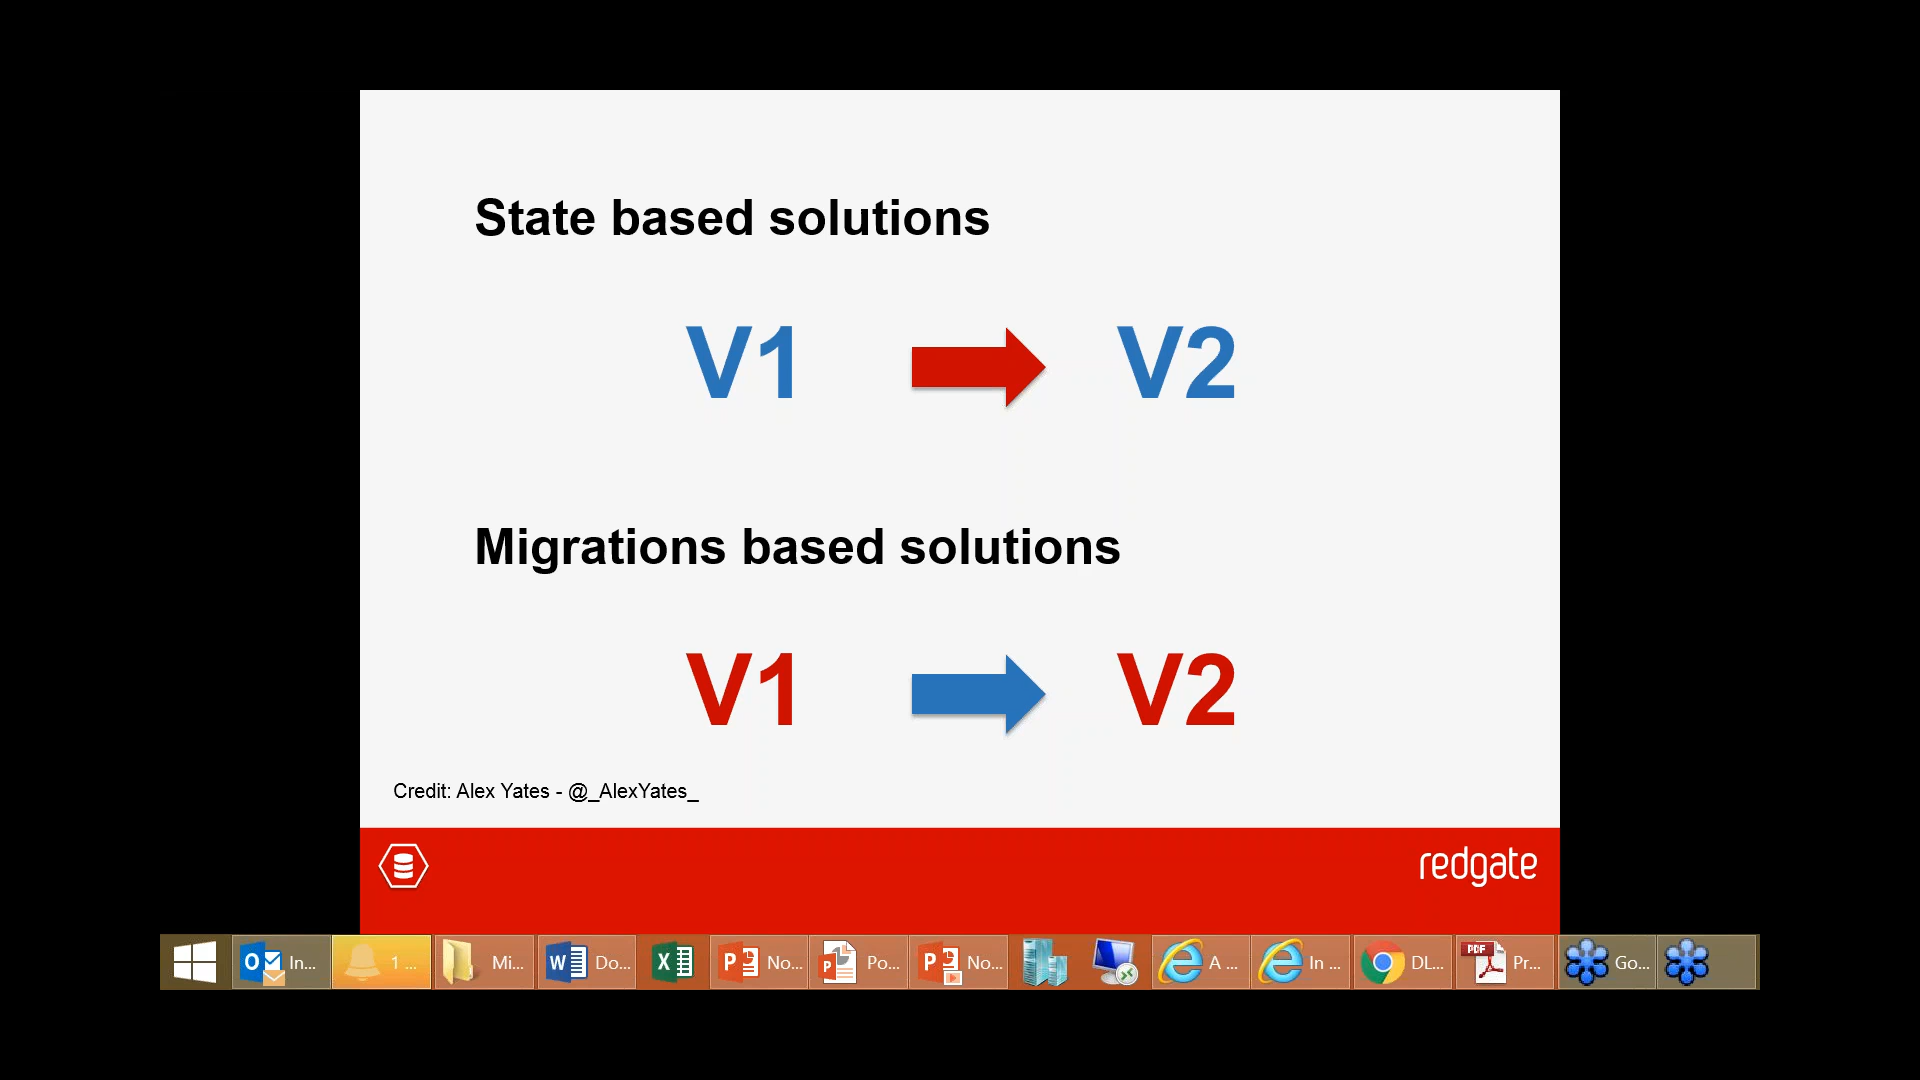 State based solutions
V1 V2
Migrations based solutions
V1 V2
Credit: Alex Yates - @_AlexYates_
redgate
In... 1 ... Mi... Do... No... Po... No... A ... In ... DL... PDF Pr... Go...